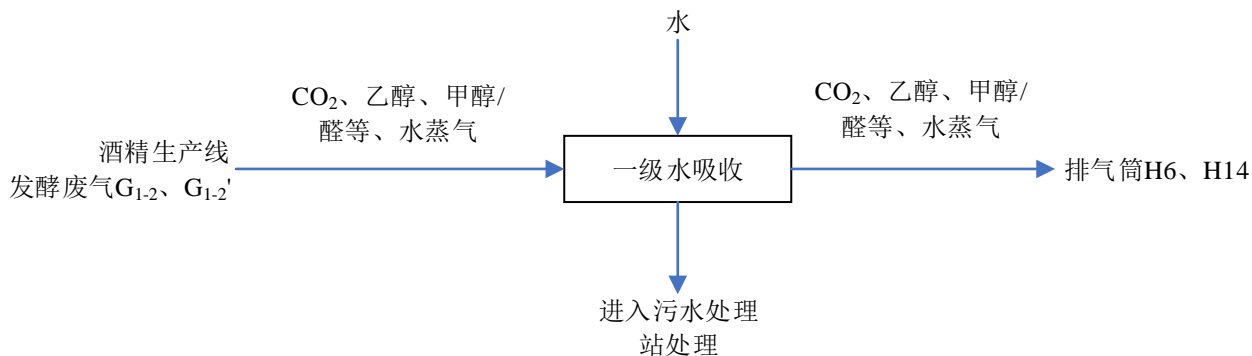 水
CO₂、乙醇、甲醇/
醛等、水蒸气
CO₂、乙醇、甲醇/
醛等、水蒸气
酒精生产线
发酵废气G₁₋₂、G₁₋₂'
一级水吸收
排气筒H6、H14
进入污水处理
站处理